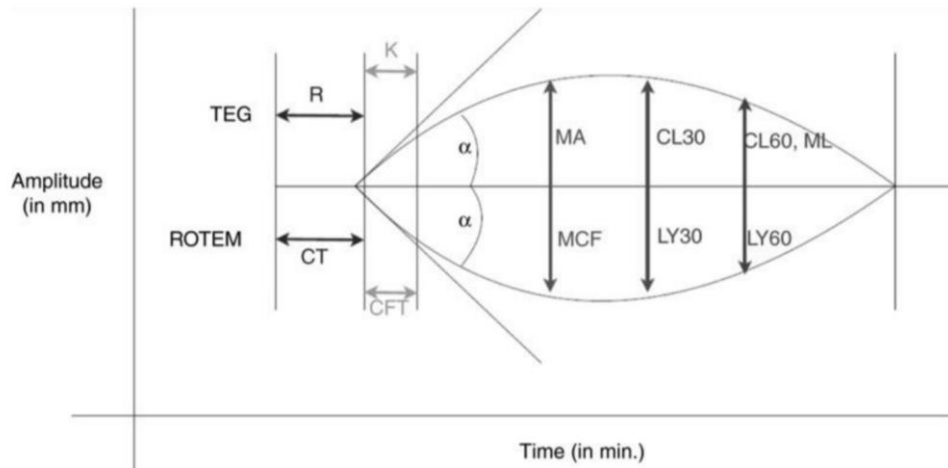 K
R
TEG
α
MA
CL30
CL60, ML
Amplitude
(in mm)
α
ROTEM
CT
MCF
LY30
LY60
CFT
Time (in min.)